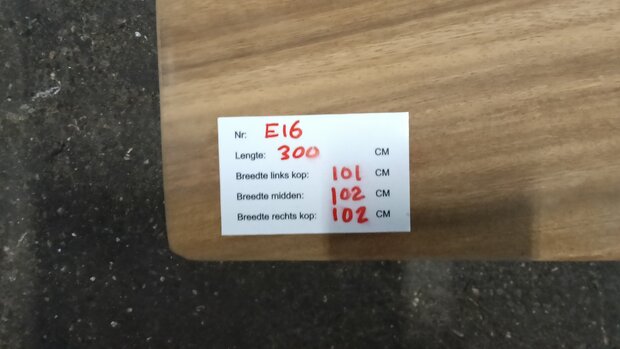 Nr: E16
Lengte: 300 CM
Breedte links kop: 101 CM
Breedte midden: 102 CM
Breedte rechts kop: 102 CM